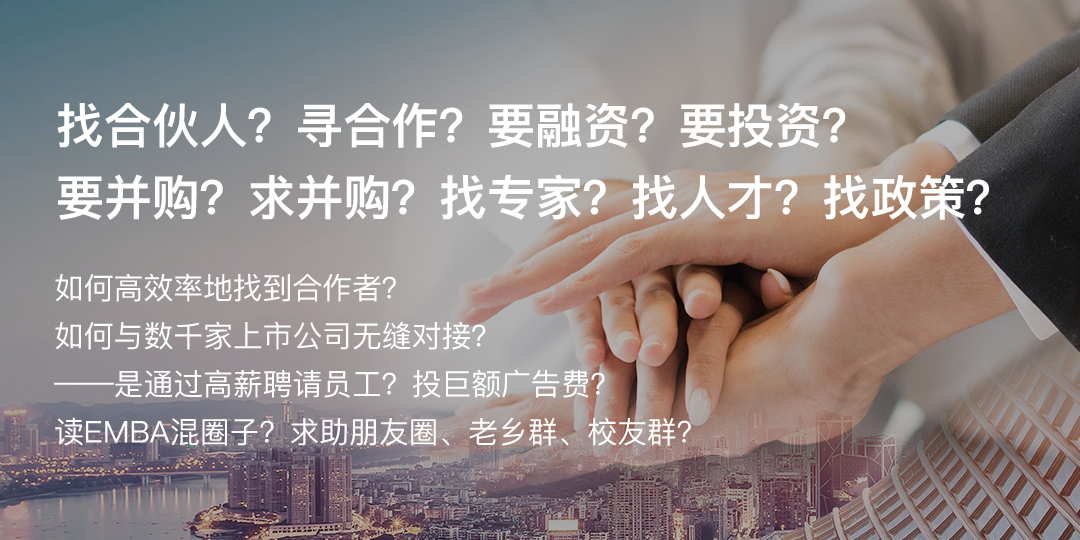 找合伙人？寻合作？要融资？要投资？
要并购？求并购？找专家？找人才？找政策？
如何高效率地找到合作者？
如何与数千家上市公司无缝对接？
——是通过高薪聘请员工？投巨额广告费？
读EMBA混圈子？求助朋友圈、老乡群、校友群？